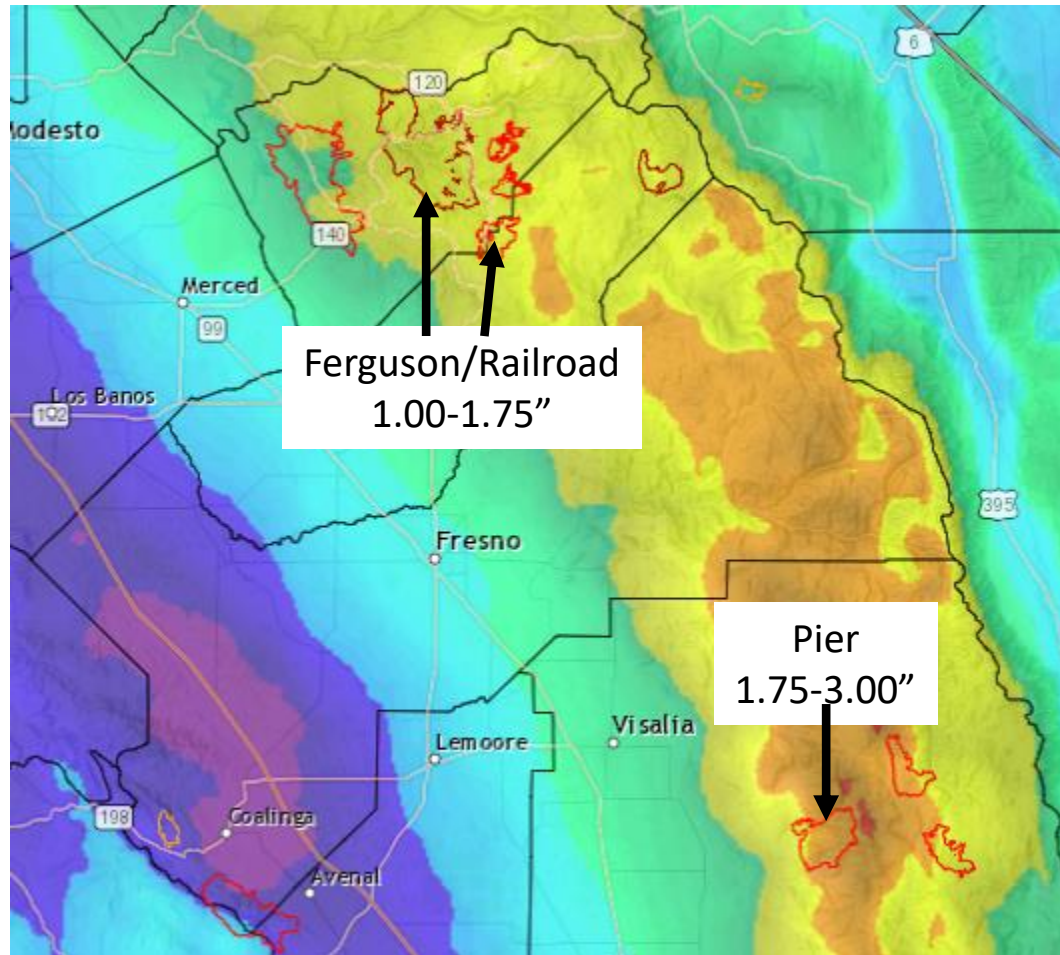 6
120
Modesto
140
Merced
99
Ferguson/Railroad
1.00-1.75”
Los Banos
395
Fresno
Pier
1.75-3.00”
Visalia
Lemoore
198
Coalinga
Avenal